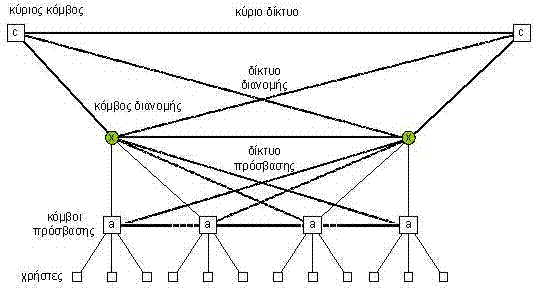 κύριος κόμβος
κύριο δίκτυο
c
c
δίκτυο
διανομής
κόμβος διανομής
x
x
δίκτυο
πρόσβασης
κόμβοι
πρόσβασης
a
a
a
a
χρήστες